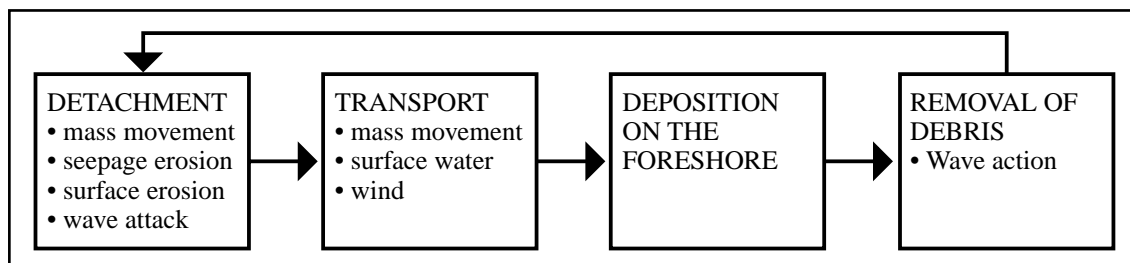 DETACHMENT
• mass movement
• seepage erosion
• surface erosion
• wave attack
TRANSPORT
• mass movement
• surface water
• wind
DEPOSITION
ON THE
FORESHORE
REMOVAL OF
DEBRIS
• Wave action